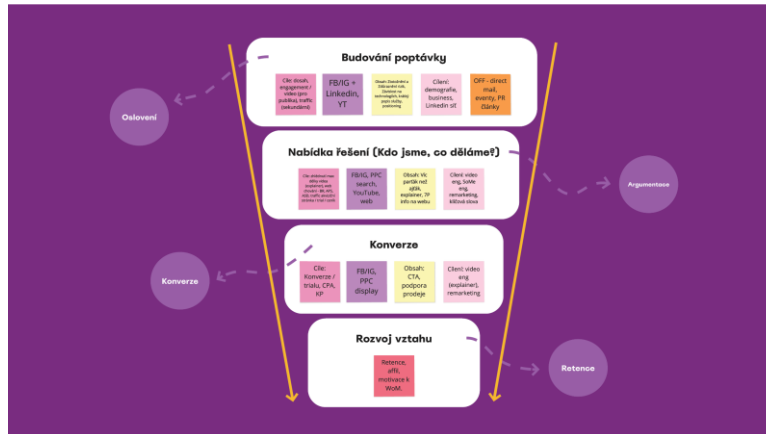 Budování poptávky
Cíle: dosah,
engagement /
video (pro
publika), traffic
(sekundární)
FB/IG +
Linkedin,
YT
Obsah:
Cílení:
demografie,
business,
Linkedin síť
OFF - direct
mail,
eventy, PR
články
Oslovení
Nabídka řešení (Kdo jsme, co děláme?)
FB/IG, PPC
search,
YouTube,
web
Obsah: Víc
parťák než
ajťák,
explainer, 7P
info na webu
Cílení: video
eng, SoMe
eng,
remarketing,
klíčová slova
Argumentace
Konverze
Cíle:
Konverze /
trialu, CPA,
KP
FB/IG,
PPC
display
Obsah:
CTA,
podpora
prodeje
Cílení: video
eng
(explainer),
remarketing
Konverze
Rozvoj vztahu
Retence,
affil,
motivace k
WoM.
Retence